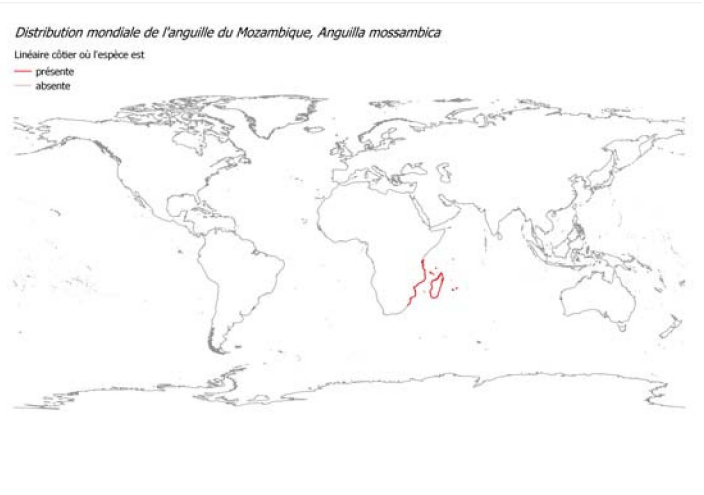 Distribution mondiale de l'anguille du Mozambique, Anguilla mossambica
Linéaire côtier où l'espèce est
présente
absente